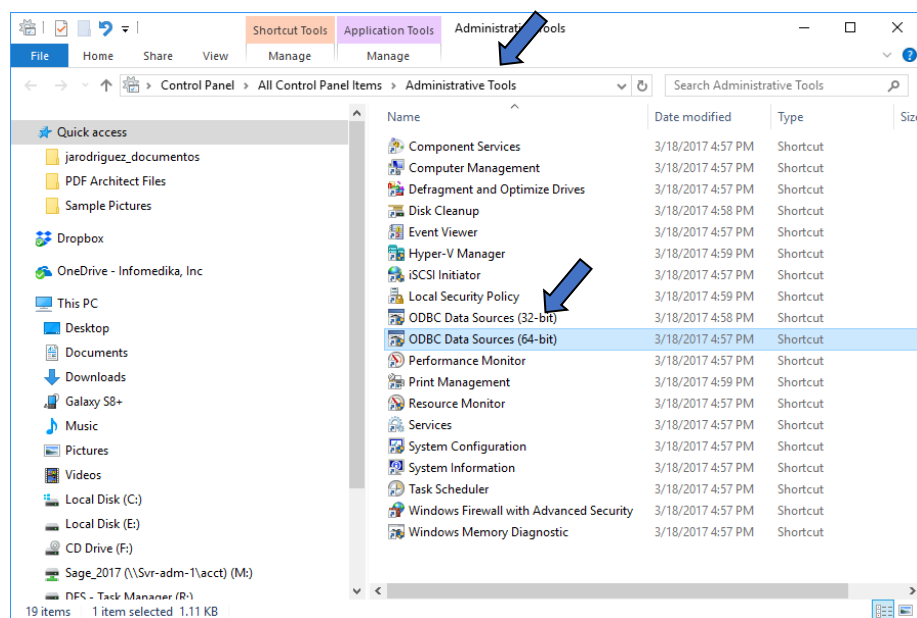 Shortcut Tools Application Tools Administrative Tools
File Home Share View Manage Manage
Control Panel > All Control Panel Items > Administrative Tools Search Administrative Tools
Name Date modified Type Size
Quick access
jarodriguez_documentos
PDF Architect Files
Sample Pictures
Dropbox
OneDrive - Infomedika, Inc
This PC
Desktop
Documents
Downloads
Galaxy S8+
Music
Pictures
Videos
Local Disk (C:)
Local Disk (E:)
CD Drive (F:)
Sage_2017 (\\Svr-adm-1\acct) (M:)
DFS - Task Manager (R:)
Component Services 3/18/2017 4:57 PM Shortcut
Computer Management 3/18/2017 4:57 PM Shortcut
Defragment and Optimize Drives 3/18/2017 4:57 PM Shortcut
Disk Cleanup 3/18/2017 4:58 PM Shortcut
Event Viewer 3/18/2017 4:57 PM Shortcut
Hyper-V Manager 3/18/2017 4:59 PM Shortcut
iSCSI Initiator 3/18/2017 4:57 PM Shortcut
Local Security Policy 3/18/2017 4:59 PM Shortcut
ODBC Data Sources (32-bit) 3/18/2017 4:58 PM Shortcut
ODBC Data Sources (64-bit) 3/18/2017 4:57 PM Shortcut
Performance Monitor 3/18/2017 4:57 PM Shortcut
Print Management 3/18/2017 4:59 PM Shortcut
Resource Monitor 3/18/2017 4:57 PM Shortcut
Services 3/18/2017 4:57 PM Shortcut
System Configuration 3/18/2017 4:57 PM Shortcut
System Information 3/18/2017 4:57 PM Shortcut
Task Scheduler 3/18/2017 4:57 PM Shortcut
Windows Firewall with Advanced Security 3/18/2017 4:57 PM Shortcut
Windows Memory Diagnostic 3/18/2017 4:57 PM Shortcut
19 items 1 item selected 1.11 KB